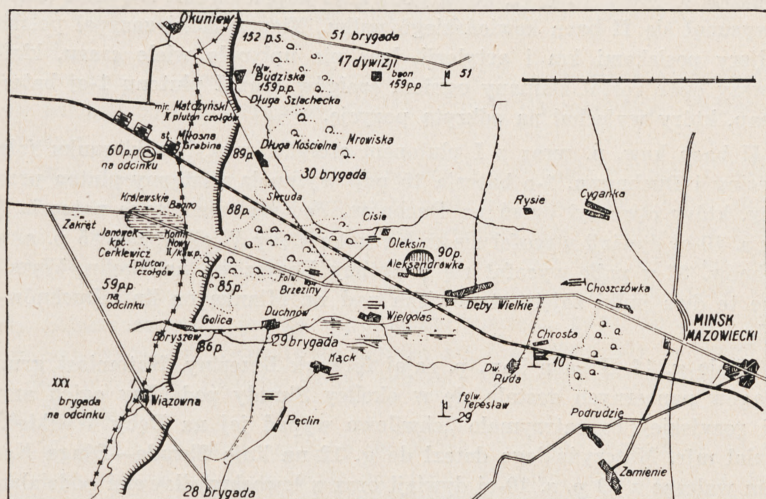 Okuniew
152 p.s.
51 brygada
17 dywizji
51
folw.
Budziska
159 p.p.
baon
159 p.p
Długa Szlachecka
mjr. Matczyński
X pluton czołgów
st. Miłosna
Grabina
60 p.p
na odcinku
89 p.
Długa Kościelna
Mrowiska
30 brygada
Skruda
88 p.
Cisie
Rysie
Cyganka
Królewskie
Bagno
Zakręt
Janówek
kpt.
Cerklewicz
I pluton
czołgów
Konik
Nowy
59 p.p
na
odcinku
85 p.
Oleksin
90 p.
Aleksandrówka
Folw
Brzeziny
Dęby Wielkie
Choszczówka
MIŃSK
MAZOWIECKI
Golica
Duchnów
Wielgolas
Boryszew
86 p.
29 brygada
Kąck
Chrosta
10
Dw.
Ruda
folw
Teresław
29
XXX
brygada
na odcinku
Wiązowna
Pęclin
Podrudzie
Zamienie
28 brygada